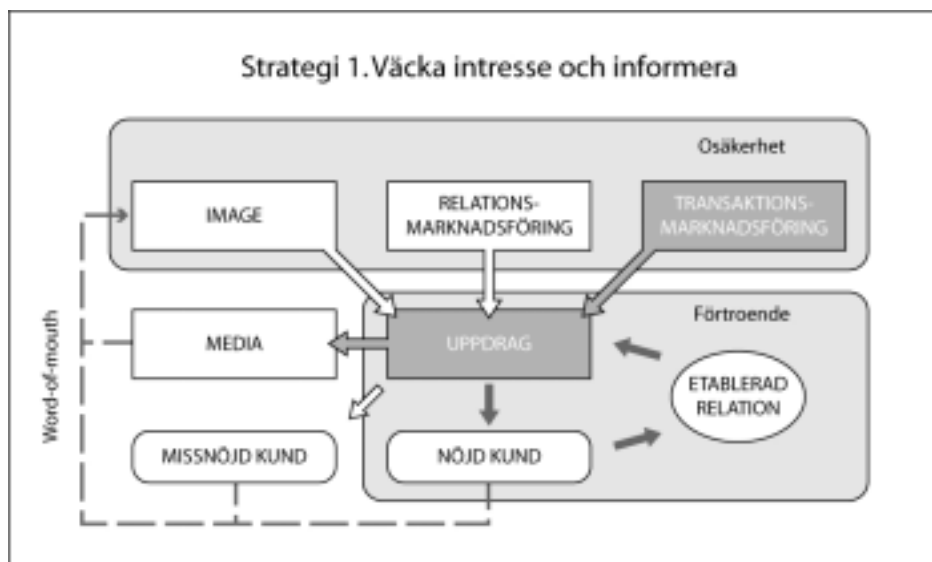 Strategi 1. Väcka intresse och informera
Osäkerhet
IMAGE
RELATIONS-
MARKNADSFÖRING
TRANSAKTIONS-
MARKNADSFÖRING
Förtroende
MEDIA
UPPDRAG
ETABLERAD
RELATION
MISSNÖJD KUND
NÖJD KUND
Word-of-mouth